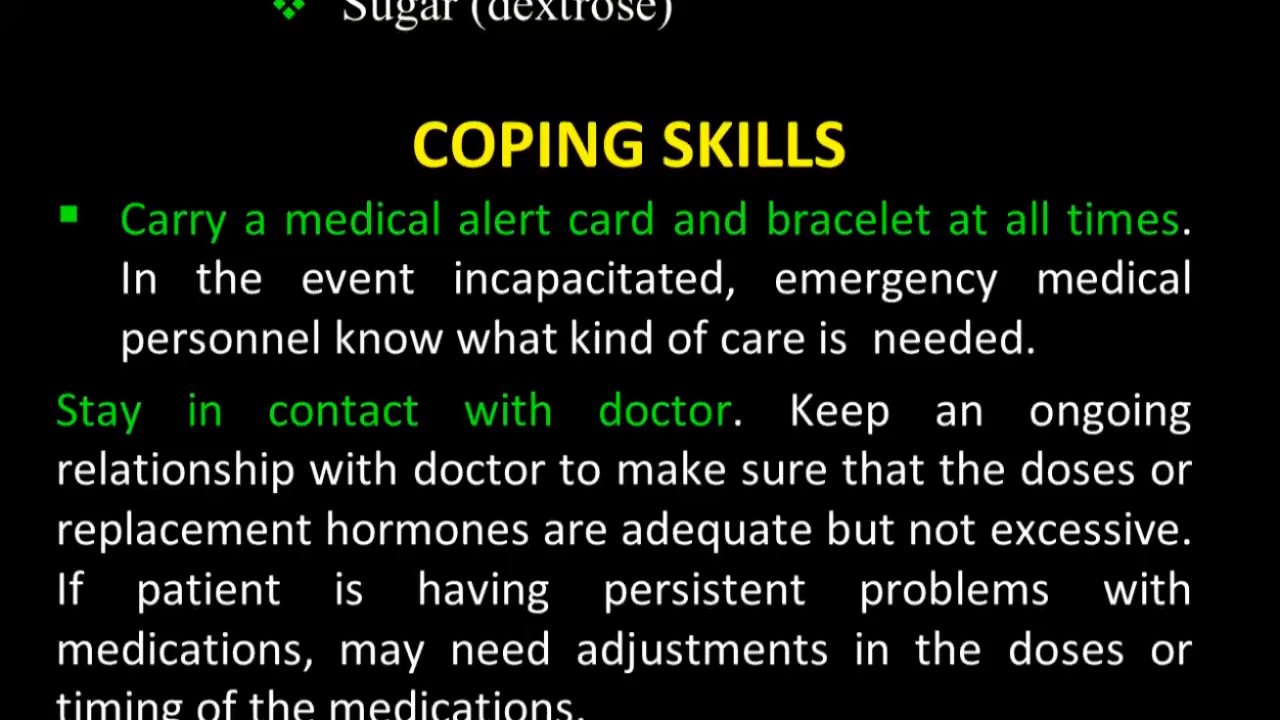 ❖ Sugar (dextrose)
COPING SKILLS
▪ Carry a medical alert card and bracelet at all times.
In the event incapacitated, emergency medical
personnel know what kind of care is needed.
Stay in contact with doctor. Keep an ongoing
relationship with doctor to make sure that the doses or
replacement hormones are adequate but not excessive.
If patient is having persistent problems with
medications, may need adjustments in the doses or
timing of the medications.